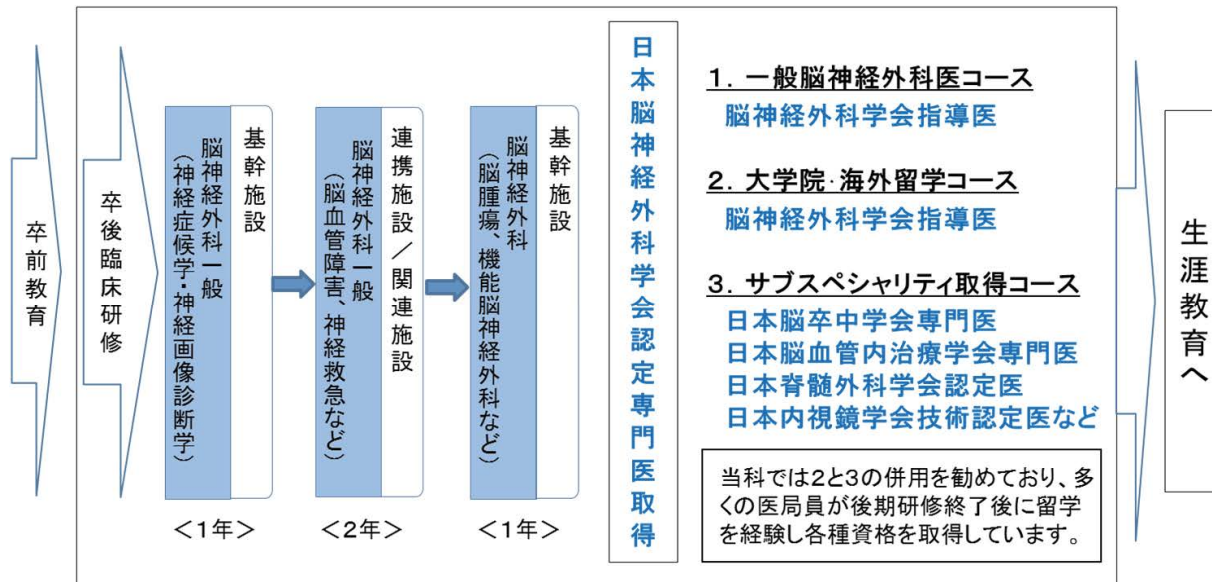 卒前教育
卒後臨床研修
基幹施設
脳神経外科一般
(神経症候学・神経画像診断学)
<1年>
連携施設／関連施設
脳神経外科一般
(脳血管障害、神経救急など)
<2年>
基幹施設
脳神経外科
(脳腫瘍、機能脳神経外科など)
<1年>
日本脳神経外科学会認定専門医取得
1. 一般脳神経外科医コース
脳神経外科学会指導医
2. 大学院・海外留学コース
脳神経外科学会指導医
3. サブスペシャリティ取得コース
日本脳卒中学会専門医
日本脳血管内治療学会専門医
日本脊髄外科学会認定医
日本内視鏡学会技術認定医など
当科では2と3の併用を勧めており、多
くの医局員が後期研修終了後に留学
を経験し各種資格を取得しています。
生涯教育へ